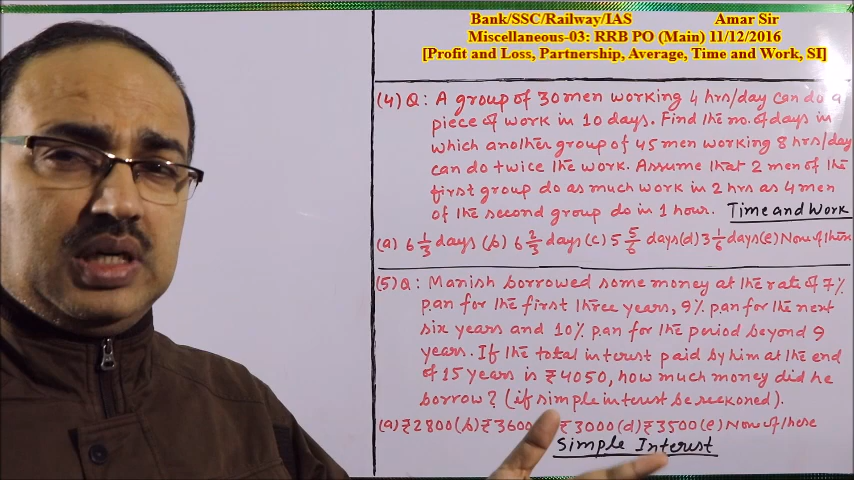 Bank/SSC/Railway/IAS Amar Sir
Miscellaneous-03: RRB PO (Main) 11/12/2016
[Profit and Loss, Partnership, Average, Time and Work, SI]
(4) Q: A group of 30 men working 4 hrs/day can do a
piece of work in 10 days. Find the no. of days in
which another group of 45 men working 8 hrs/day
can do twice the work. Assume that 2 men of the
first group do as much work in 2 hrs as 4 men
of the second group do in 1 hour. Time and Work
(a) 6 1/3 days (b) 6 2/3 days (c) 5 5/6 days (d) 3 1/6 days (e) None of these
(5) Q: Manish borrowed some money at the rate of 7%
p.an for the first three years, 9% p.an for the next
six years and 10% p.an for the period beyond 9
years. If the total interest paid by him at the end
of 15 years is ₹4050, how much money did he
borrow? (if simple interest be reckoned).
(a) ₹2800 (b) ₹3600 ₹3000 (d) ₹3500 (e) None of these
Simple Interest